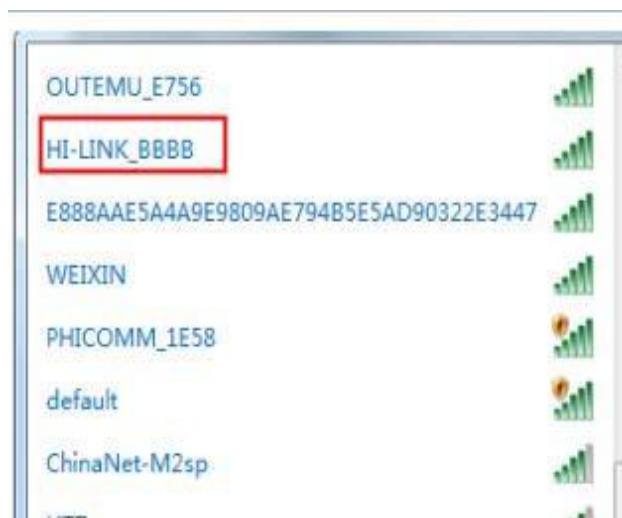 OUTEMU_E756
HI-LINK_BBBB
E888AAE5A4A9E9809AE794B5E5AD90322E3447
WEIXIN
PHICOMM_1E58
default
ChinaNet-M2sp